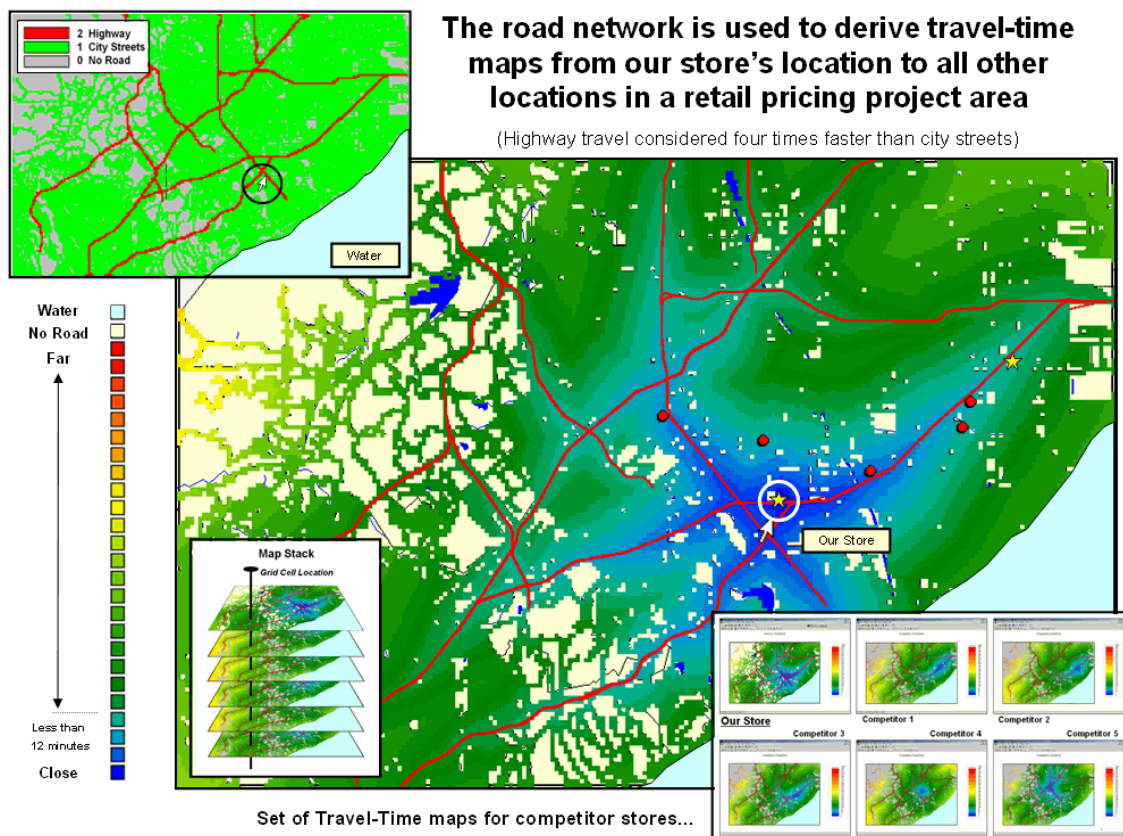 The road network is used to derive travel-time
maps from our store's location to all other
locations in a retail pricing project area
(Highway travel considered four times faster than city streets)
2 Highway
1 City Streets
0 No Road
Water
Water
No Road
Far
Less than
12 minutes
Close
Our Store
Map Stack
Grid Cell Location
Our Store
Competitor 1
Competitor 2
Competitor 3
Competitor 4
Competitor 5
Set of Travel-Time maps for competitor stores...